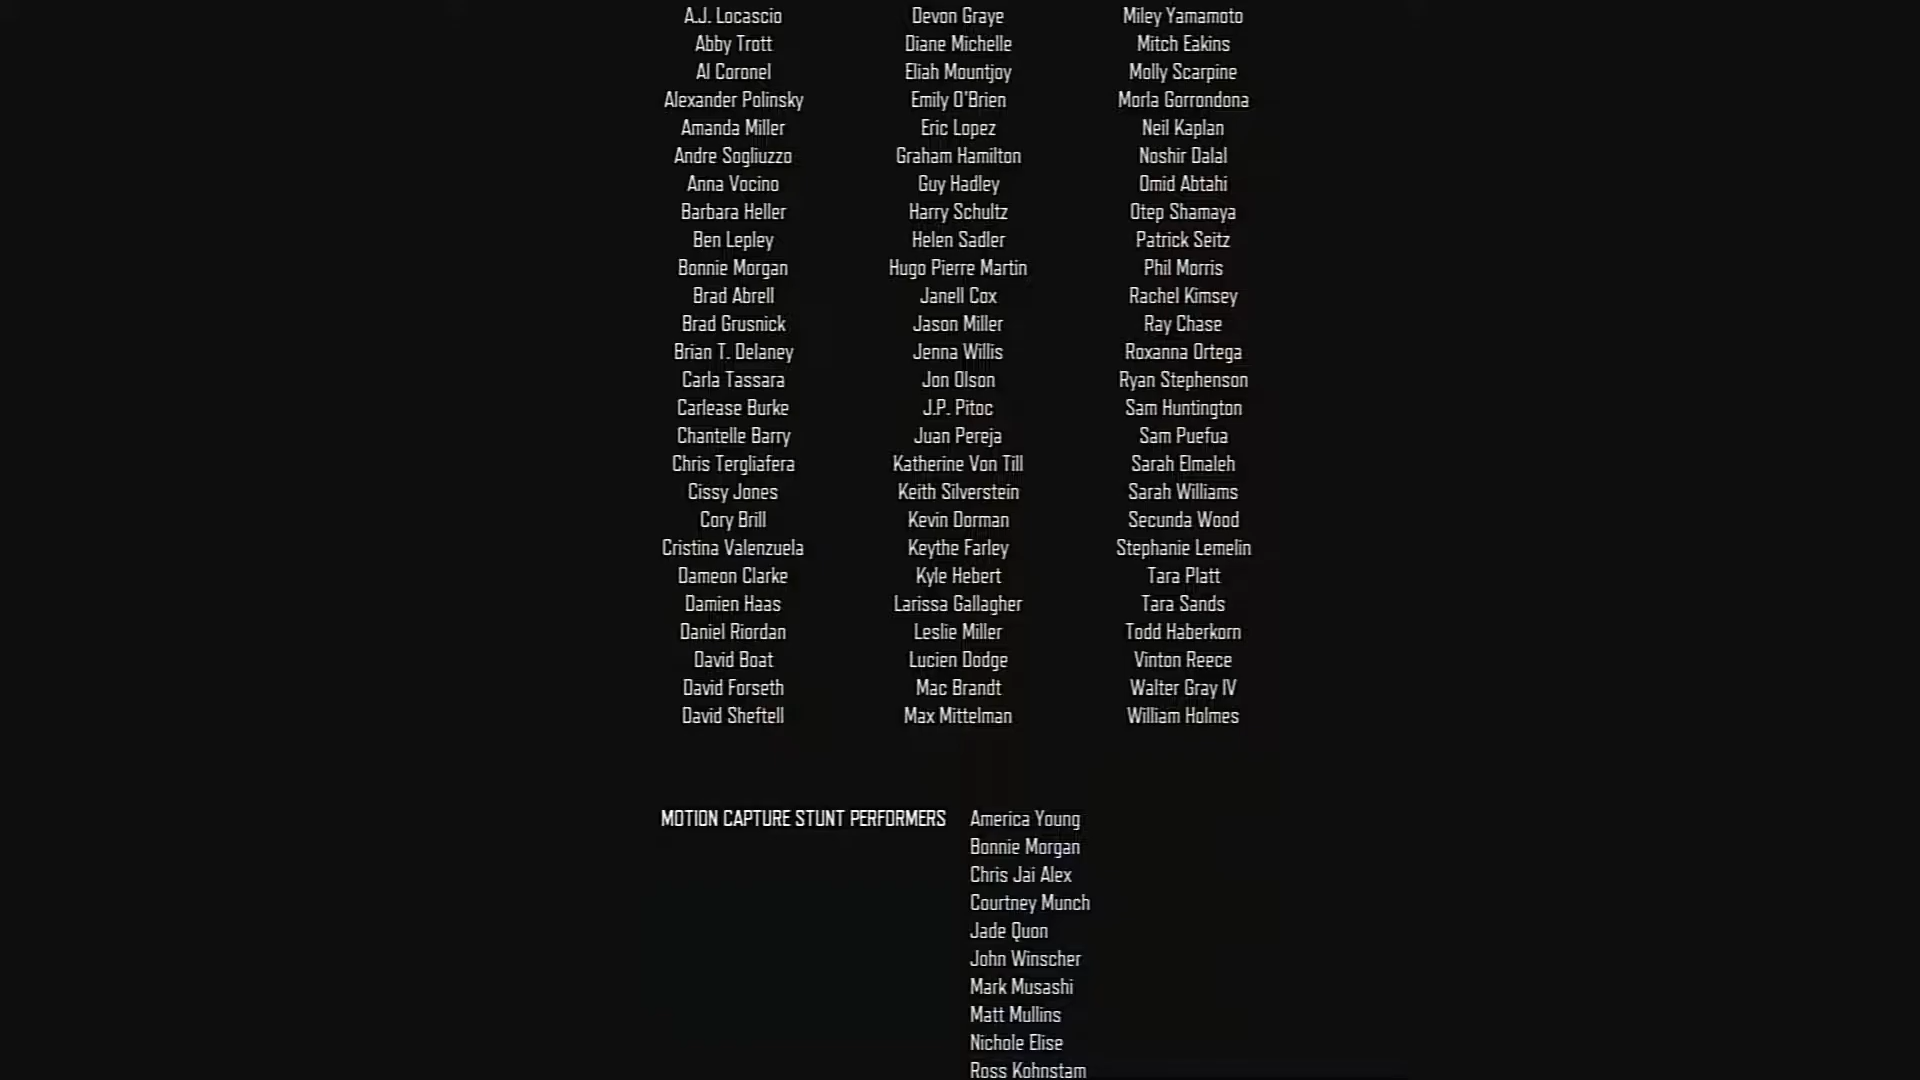 A.J. Locascio Devon Graye Miley Yamamoto
Abby Trott Diane Michelle Mitch Eakins
Al Coronel Eliah Mountjoy Molly Scarpine
Alexander Polinsky Emily O'Brien Morla Gorrondona
Amanda Miller Eric Lopez Neil Kaplan
Andre Sogliuzzo Graham Hamilton Noshir Dalal
Anna Vocino Guy Hadley Omid Abtahi
Barbara Heller Harry Schultz Otep Shamaya
Ben Lepley Helen Sadler Patrick Seitz
Bonnie Morgan Hugo Pierre Martin Phil Morris
Brad Abrell Janell Cox Rachel Kimsey
Brad Grusnick Jason Miller Ray Chase
Brian T. Delaney Jenna Willis Roxanna Ortega
Carla Tassara Jon Olson Ryan Stephenson
Carlease Burke J.P. Pitoc Sam Huntington
Chantelle Barry Juan Pereja Sam Puefua
Chris Tergliafera Katherine Von Till Sarah Elmaleh
Cissy Jones Keith Silverstein Sarah Williams
Cory Brill Kevin Dorman Secunda Wood
Cristina Valenzuela Keythe Farley Stephanie Lemelin
Dameon Clarke Kyle Hebert Tara Platt
Damien Haas Larissa Gallagher Tara Sands
Daniel Riordan Leslie Miller Todd Haberkorn
David Boat Lucien Dodge Vinton Reece
David Forseth Mac Brandt Walter Gray IV
David Sheftell Max Mittelman William Holmes
MOTION CAPTURE STUNT PERFORMERS America Young
Bonnie Morgan
Chris Jai Alex
Courtney Munch
Jade Quon
John Winscher
Mark Musashi
Matt Mullins
Nichole Elise
Ross Kohnstam